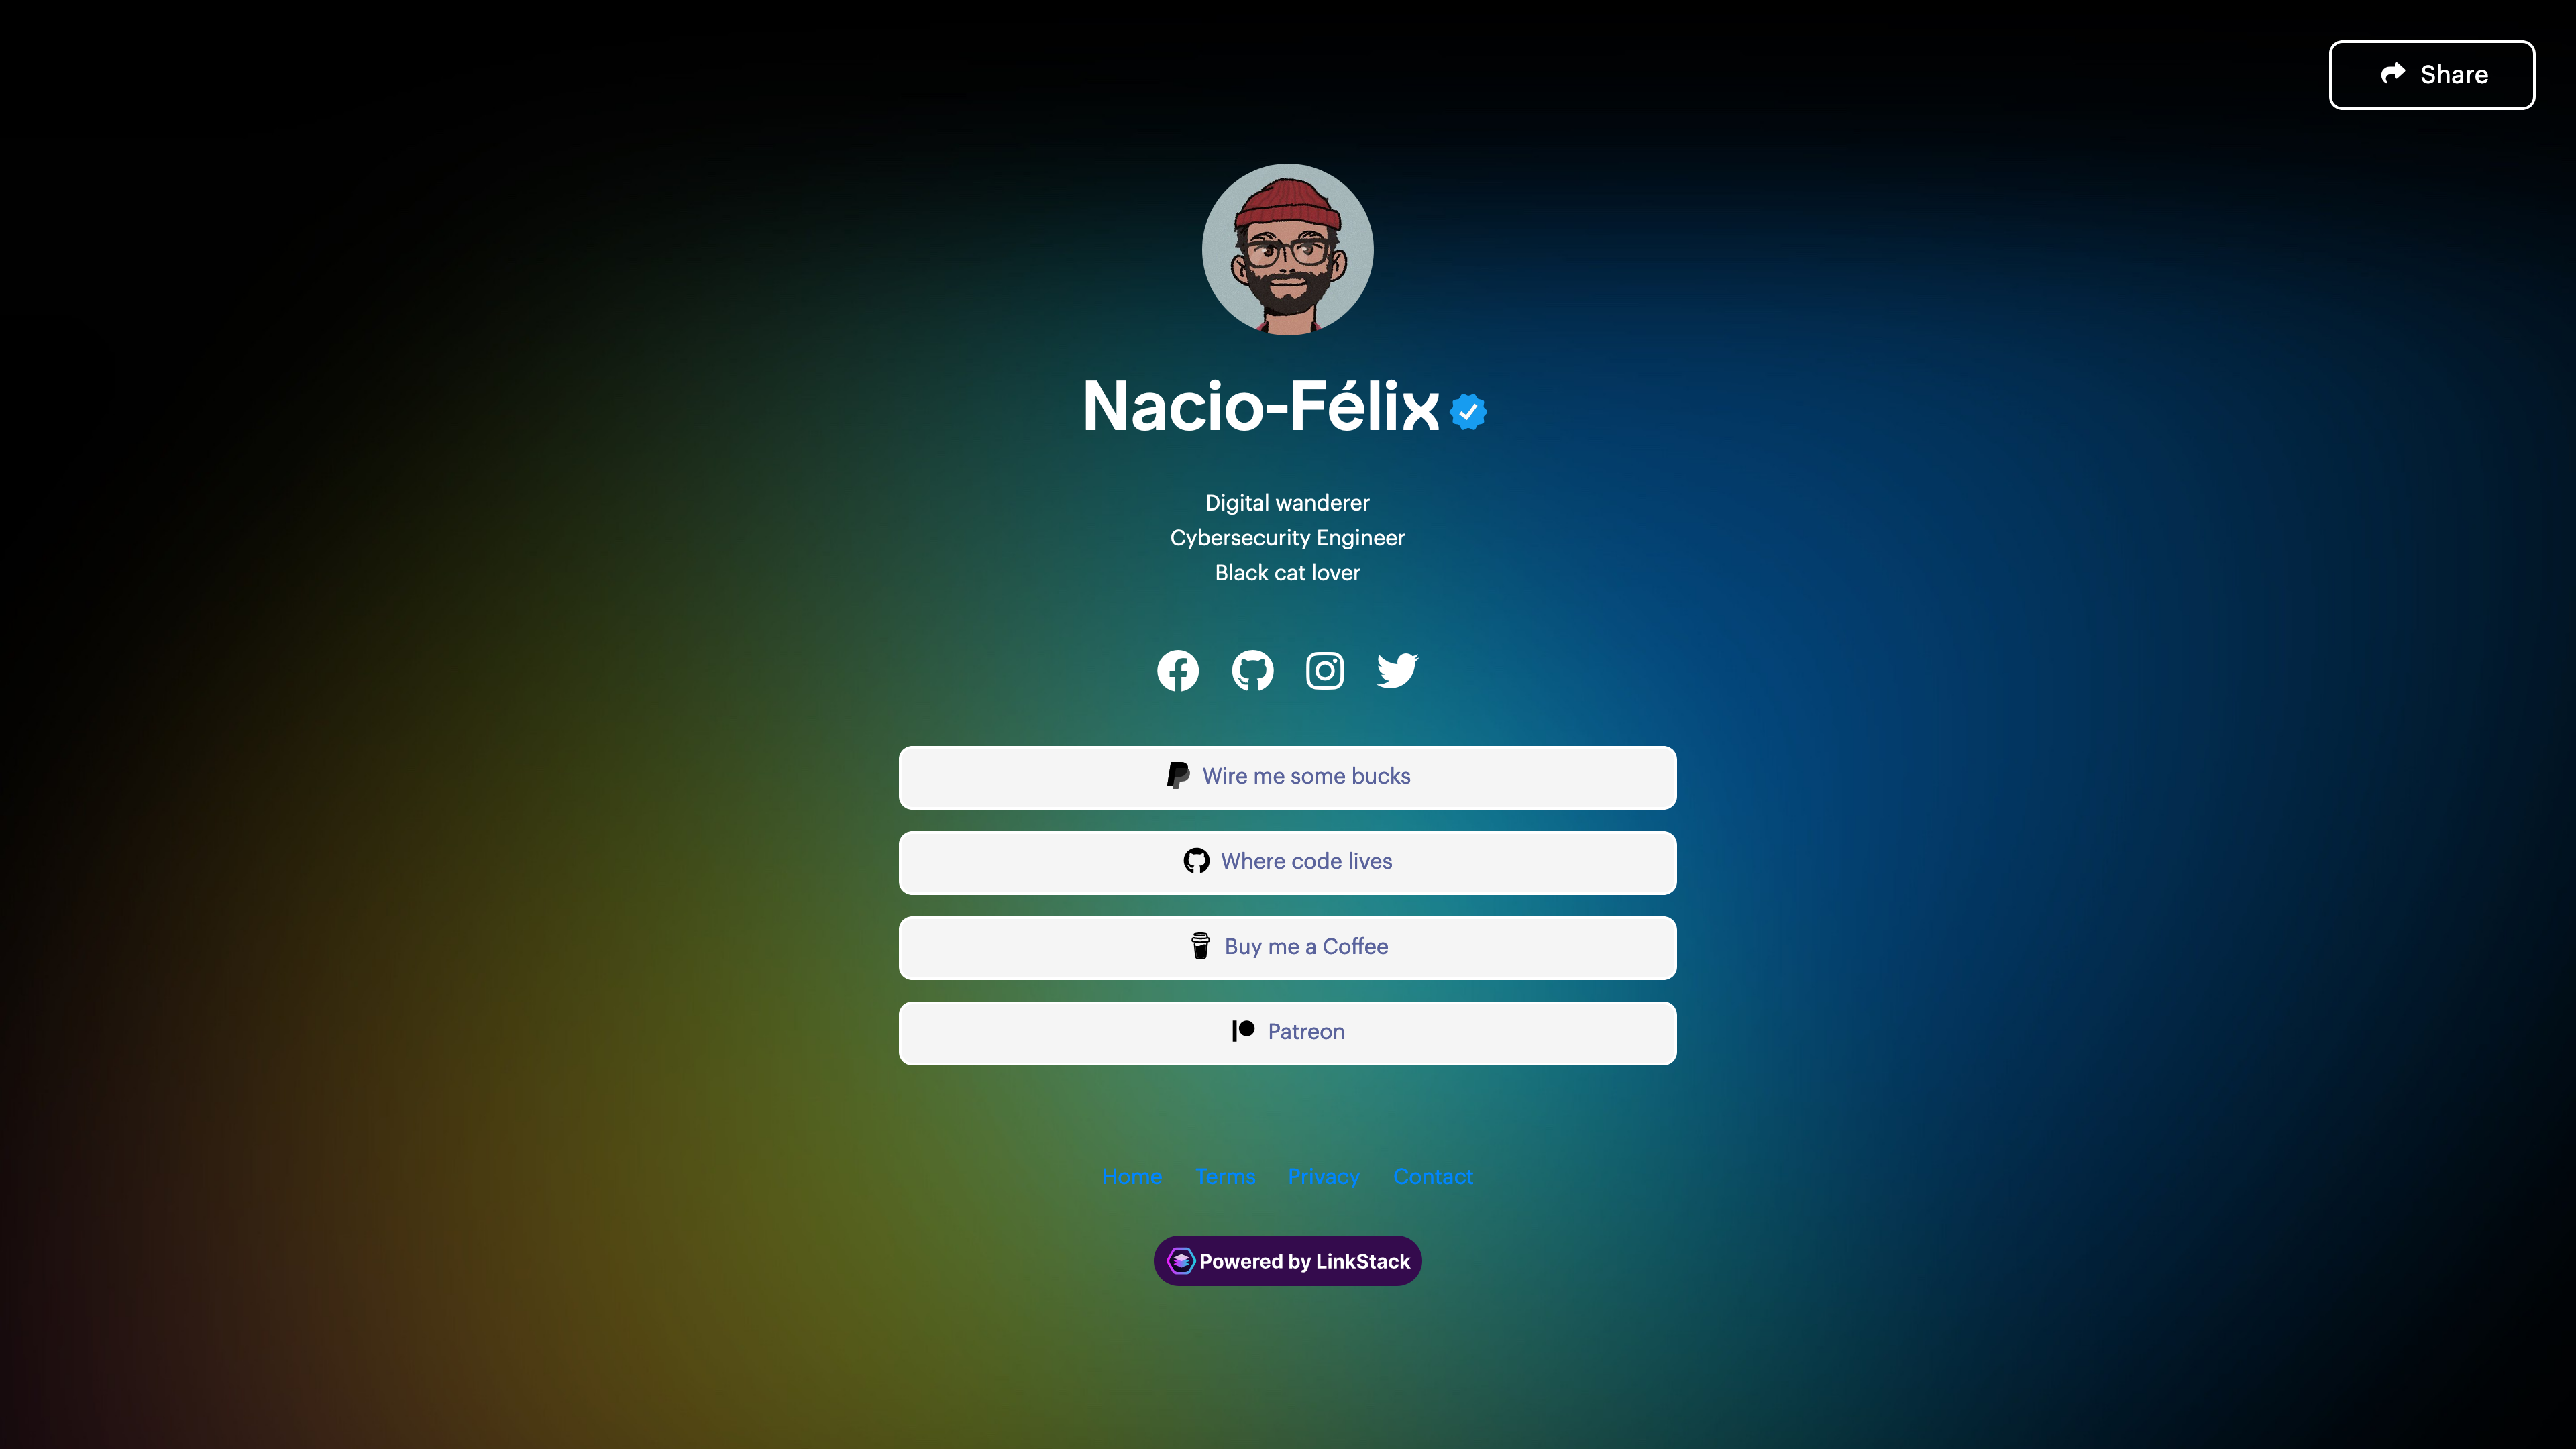 Share
Nacio-Félix
Digital wanderer
Cybersecurity Engineer
Black cat lover
Wire me some bucks
Where code lives
Buy me a Coffee
Patreon
Home Terms Privacy Contact
Powered by LinkStack